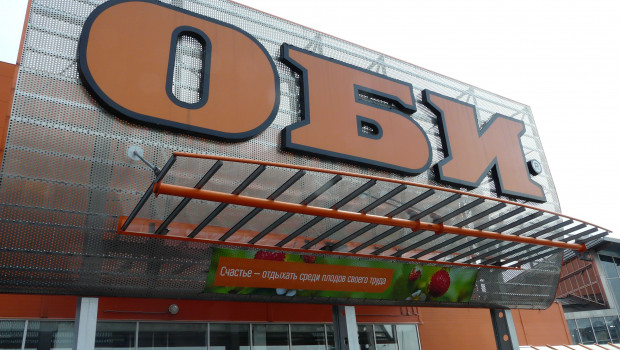 ОБИ
Счастье – отдыхать среди плодов своего труда